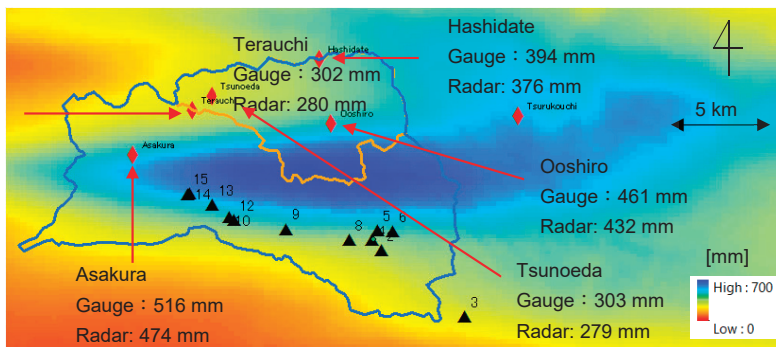 Hashidate
Gauge：394 mm
Radar: 376 mm
Terauchi
Gauge：302 mm
Radar: 280 mm
Hashidate
Tsunoeda
Terauchi
Ooshiro
Tsurukouchi
Asakura
5 km
Ooshiro
Gauge：461 mm
Radar: 432 mm
15
14
13
12
10
9
8
5
6
1
2
3
Asakura
Gauge：516 mm
Radar: 474 mm
Tsunoeda
Gauge：303 mm
Radar: 279 mm
[mm]
High : 700
Low : 0